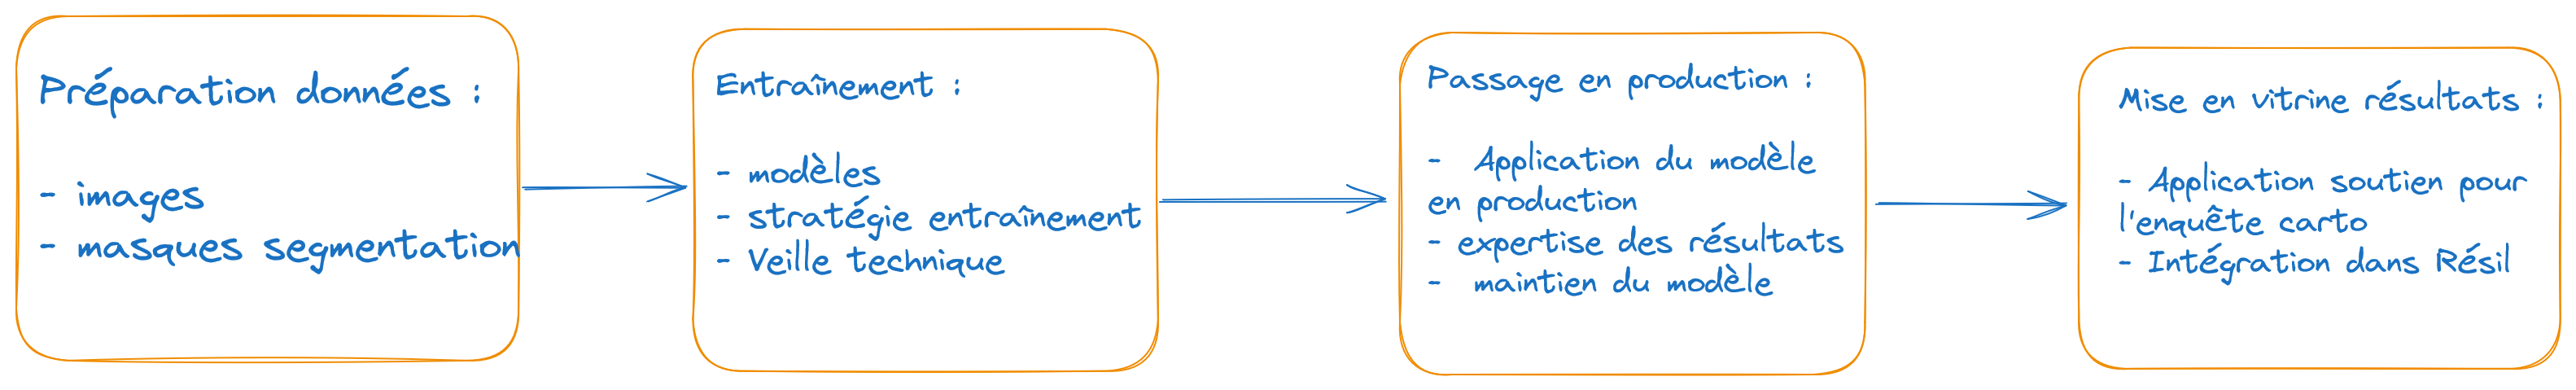 Préparation données :
- images
- masques segmentation
Entraînement :
- modèles
- stratégie entraînement
- Veille technique
Passage en production :
- Application du modèle
en production
- expertise des résultats
- maintien du modèle
Mise en vitrine résultats :
- Application soutien pour
l'enquête carto
- Intégration dans Résil